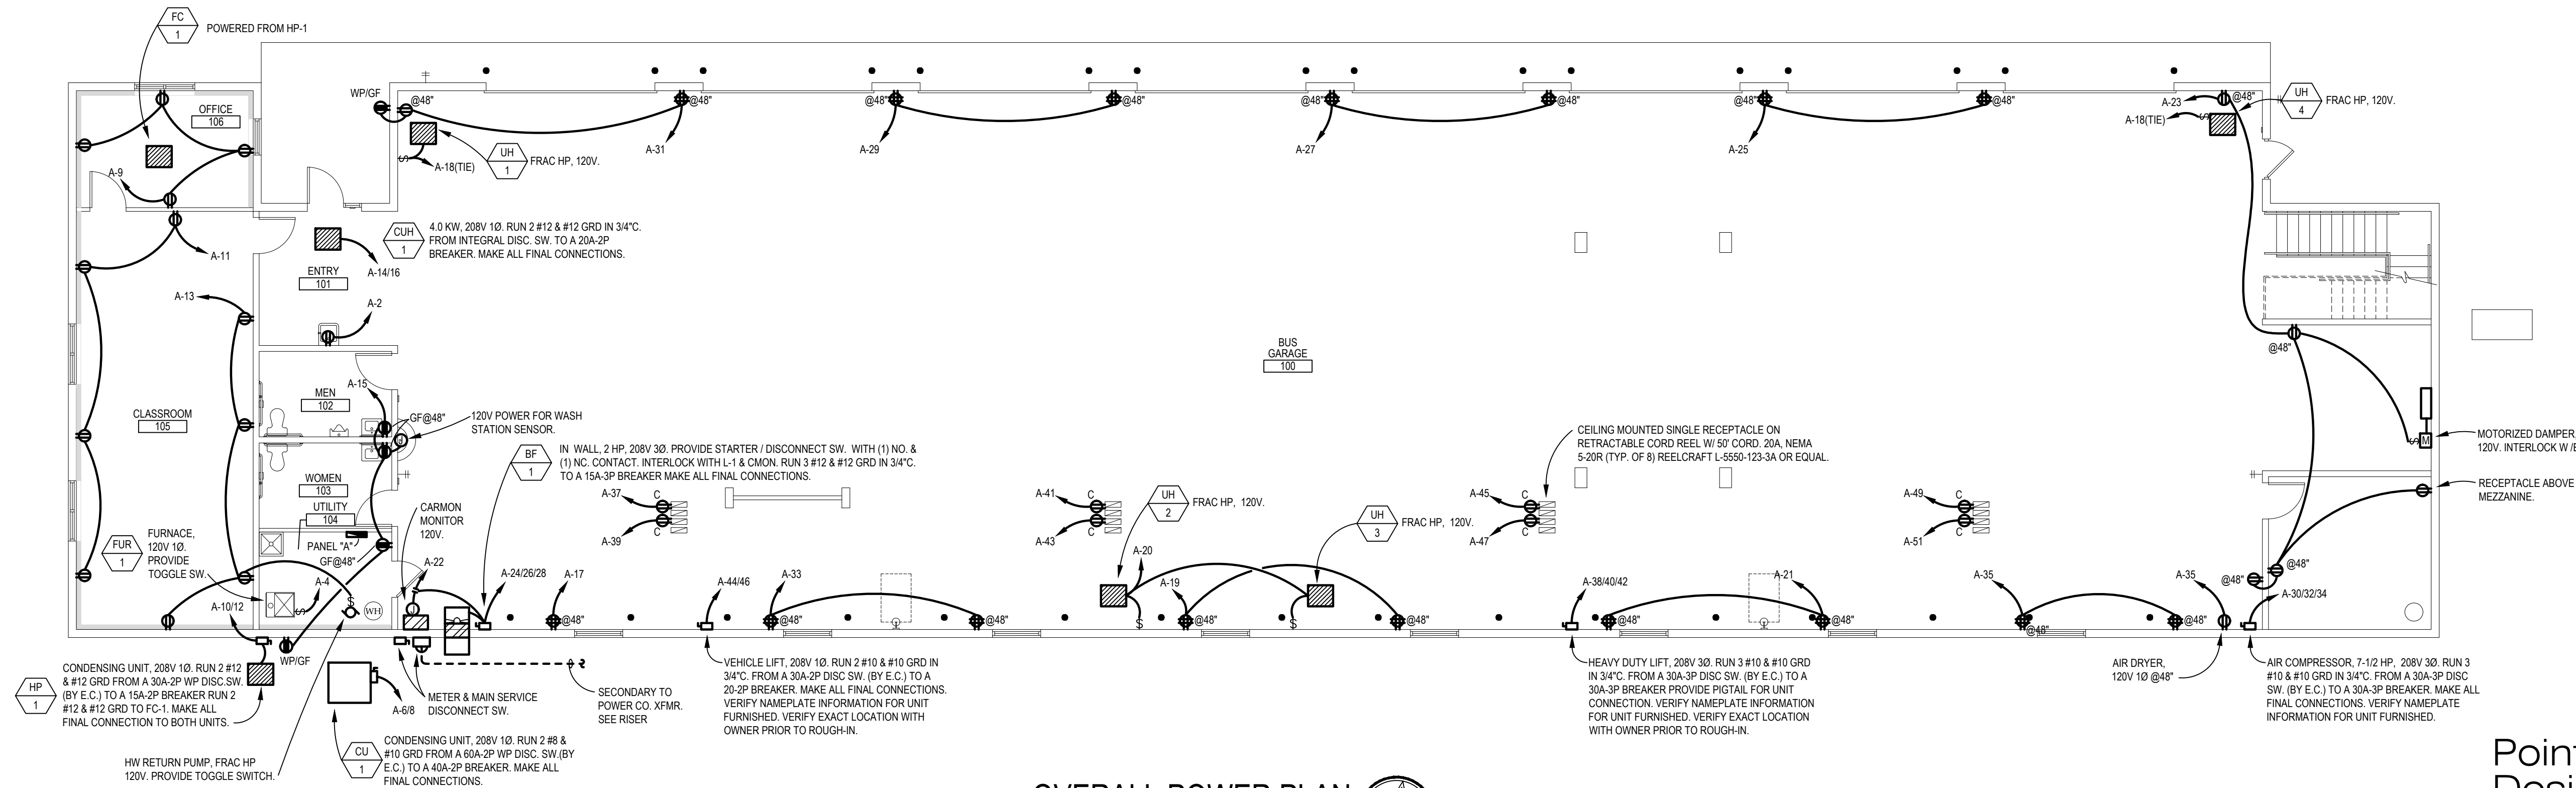 FC
1
POWERED FROM HP-1
OFFICE
106
A-9
WP/GF
@48"
@48"
A-31
@48"
A-29
@48"
@48"
A-27
@48"
@48"
A-25
@48"
A-23
@48"
A-18(TIE)
UH
4
FRAC HP, 120V.
A-18(TIE)
UH
1
FRAC HP, 120V.
CUH
1
4.0 KW, 208V 1Ø. RUN 2 #12 & #12 GRD IN 3/4"C.
FROM INTEGRAL DISC. SW. TO A 20A-2P
BREAKER. MAKE ALL FINAL CONNECTIONS.
A-11
A-14/16
ENTRY
101
A-13
A-2
BUS
GARAGE
100
@48"
MEN
102
A-15
GF@48"
120V POWER FOR WASH
STATION SENSOR.
CLASSROOM
105
WOMEN
103
UTILITY
104
BF
1
IN WALL, 2 HP, 208V 3Ø. PROVIDE STARTER / DISCONNECT SW. WITH (1) NO. &
(1) NC. CONTACT. INTERLOCK WITH L-1 & CMON. RUN 3 #12 & #12 GRD IN 3/4"C.
TO A 15A-3P BREAKER MAKE ALL FINAL CONNECTIONS.
CEILING MOUNTED SINGLE RECEPTACLE ON
RETRACTABLE CORD REEL W/ 50' CORD. 20A, NEMA
5-20R (TYP. OF 8) REELCRAFT L-5550-123-3A OR EQUAL.
M
MOTORIZED DAMPER
120V. INTERLOCK W
RECEPTACLE ABOVE
MEZZANINE.
A-37
C
A-39
C
A-41
C
A-43
C
A-45
C
A-47
C
A-49
C
A-51
C
UH
2
FRAC HP, 120V.
UH
3
FRAC HP, 120V.
CARMON
MONITOR
120V.
FUR
1
FURNACE,
120V 1Ø.
PROVIDE
TOGGLE SW.
PANEL "A"
GF@48"
A-4
A-10/12
WH
J
J
A-22
A-24/26/28
A-17
@48"
A-44/46
A-33
@48"
@48"
A-20
A-19
@48"
@48"
A-38/40/42
@48"
A-21
@48"
A-35
@48"
@48"
A-35
@48"
@48"
A-30/32/34
WP/GF
HP
1
CONDENSING UNIT, 208V 1Ø. RUN 2 #12
& #12 GRD FROM A 30A-2P WP DISC.SW.
(BY E.C.) TO A 15A-2P BREAKER RUN 2
#12 & #12 GRD TO FC-1. MAKE ALL
FINAL CONNECTION TO BOTH UNITS.
A-6/8
METER & MAIN SERVICE
DISCONNECT SW.
SECONDARY TO
POWER CO. XFMR.
SEE RISER
VEHICLE LIFT, 208V 1Ø. RUN 2 #10 & #10 GRD IN
3/4"C. FROM A 30A-2P DISC SW. (BY E.C.) TO A
20-2P BREAKER. MAKE ALL FINAL CONNECTIONS.
VERIFY NAMEPLATE INFORMATION FOR UNIT
FURNISHED. VERIFY EXACT LOCATION WITH
OWNER PRIOR TO ROUGH-IN.
HEAVY DUTY LIFT, 208V 3Ø. RUN 3 #10 & #10 GRD
IN 3/4"C. FROM A 30A-3P DISC SW. (BY E.C.) TO A
30A-3P BREAKER PROVIDE PIGTAIL FOR UNIT
CONNECTION. VERIFY NAMEPLATE INFORMATION
FOR UNIT FURNISHED. VERIFY EXACT LOCATION
WITH OWNER PRIOR TO ROUGH-IN.
AIR DRYER,
120V 1Ø @48"
AIR COMPRESSOR, 7-1/2 HP, 208V 3Ø. RUN 3
#10 & #10 GRD IN 3/4"C. FROM A 30A-3P DISC
SW. (BY E.C.) TO A 30A-3P BREAKER. MAKE ALL
FINAL CONNECTIONS. VERIFY NAMEPLATE
INFORMATION FOR UNIT FURNISHED.
HW RETURN PUMP, FRAC HP
120V. PROVIDE TOGGLE SWITCH.
CU
1
CONDENSING UNIT, 208V 1Ø. RUN 2 #8 &
#10 GRD FROM A 60A-2P WP DISC. SW.(BY
E.C.) TO A 40A-2P BREAKER. MAKE ALL
FINAL CONNECTIONS.
OVERALL POWER PLAN
Point
Desi